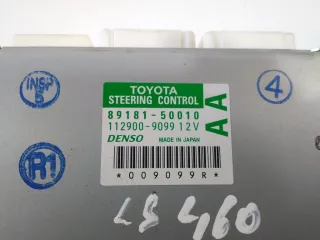 INSP
B
4
TOYOTA
STEERING CONTROL
89181-50010
112900-9099 12V
DENSO MADE IN JAPAN
AA
R1
*009099R*
LS 460